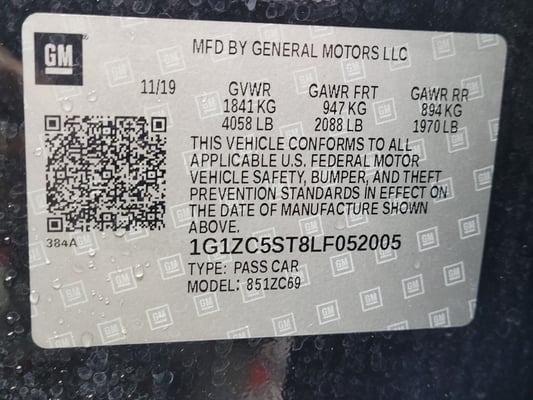 GM
MFD BY GENERAL MOTORS LLC
11/19 GVWR GAWR FRT GAWR RR
1841 KG 947 KG 894 KG
4058 LB 2088 LB 1970 LB
THIS VEHICLE CONFORMS TO ALL
APPLICABLE U.S. FEDERAL MOTOR
VEHICLE SAFETY, BUMPER, AND THEFT
PREVENTION STANDARDS IN EFFECT ON
THE DATE OF MANUFACTURE SHOWN
ABOVE.
384A
1G1ZC5ST8LF052005
TYPE: PASS CAR
MODEL: 851ZC69